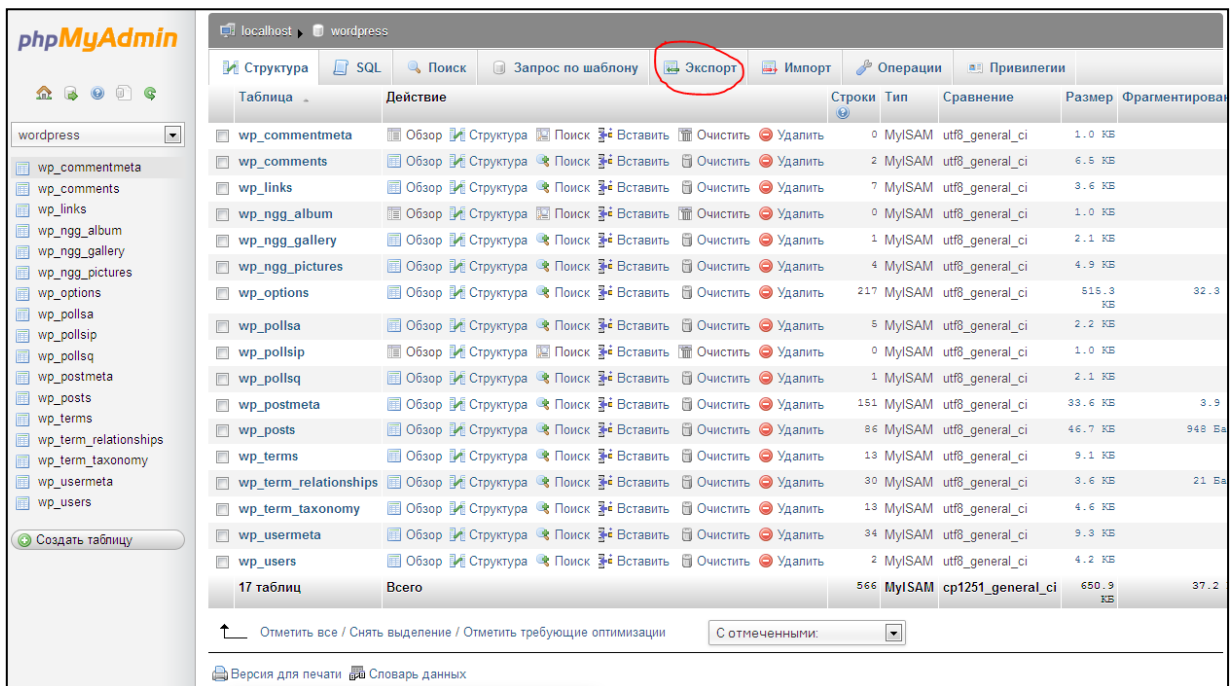 phpMyAdmin
wordpress
wp_commentmeta
wp_comments
wp_links
wp_ngg_album
wp_ngg_gallery
wp_ngg_pictures
wp_options
wp_pollsa
wp_pollsip
wp_pollsq
wp_postmeta
wp_posts
wp_terms
wp_term_relationships
wp_term_taxonomy
wp_usermeta
wp_users
Создать таблицу
localhost wordpress
Структура SQL Поиск Запрос по шаблону Экспорт Импорт Операции Привилегии
Таблица Действие Строки Тип Сравнение Размер Фрагментирован
wp_commentmeta Обзор Структура Поиск Вставить Очистить Удалить 0 MyISAM utf8_general_ci 1.0 КБ
wp_comments Обзор Структура Поиск Вставить Очистить Удалить 2 MyISAM utf8_general_ci 6.5 КБ
wp_links Обзор Структура Поиск Вставить Очистить Удалить 7 MyISAM utf8_general_ci 3.6 КБ
wp_ngg_album Обзор Структура Поиск Вставить Очистить Удалить 0 MyISAM utf8_general_ci 1.0 КБ
wp_ngg_gallery Обзор Структура Поиск Вставить Очистить Удалить 1 MyISAM utf8_general_ci 2.1 КБ
wp_ngg_pictures Обзор Структура Поиск Вставить Очистить Удалить 4 MyISAM utf8_general_ci 4.9 КБ
wp_options Обзор Структура Поиск Вставить Очистить Удалить 217 MyISAM utf8_general_ci 515.3 32.3
КБ
wp_pollsa Обзор Структура Поиск Вставить Очистить Удалить 5 MyISAM utf8_general_ci 2.2 КБ
wp_pollsip Обзор Структура Поиск Вставить Очистить Удалить 0 MyISAM utf8_general_ci 1.0 КБ
wp_pollsq Обзор Структура Поиск Вставить Очистить Удалить 1 MyISAM utf8_general_ci 2.1 КБ
wp_postmeta Обзор Структура Поиск Вставить Очистить Удалить 151 MyISAM utf8_general_ci 33.6 КБ 3.9
wp_posts Обзор Структура Поиск Вставить Очистить Удалить 86 MyISAM utf8_general_ci 46.7 КБ 948 Ба
wp_terms Обзор Структура Поиск Вставить Очистить Удалить 13 MyISAM utf8_general_ci 9.1 КБ
wp_term_relationships Обзор Структура Поиск Вставить Очистить Удалить 30 MyISAM utf8_general_ci 3.6 КБ 21 Ба
wp_term_taxonomy Обзор Структура Поиск Вставить Очистить Удалить 13 MyISAM utf8_general_ci 4.6 КБ
wp_usermeta Обзор Структура Поиск Вставить Очистить Удалить 34 MyISAM utf8_general_ci 9.3 КБ
wp_users Обзор Структура Поиск Вставить Очистить Удалить 2 MyISAM utf8_general_ci 4.2 КБ
17 таблиц Всего 566 MyISAM cp1251_general_ci 650.9 37.2
КБ
Отметить все / Снять выделение / Отметить требующие оптимизации С отмеченными:
Версия для печати Словарь данных